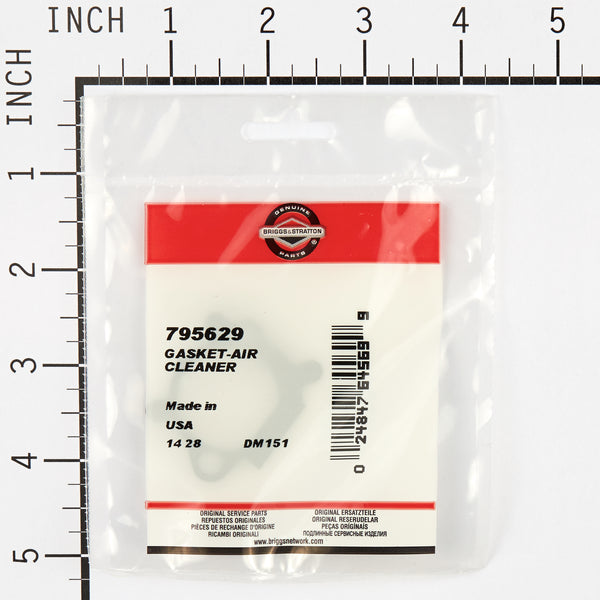 INCH 1 2 3 4 5
INCH
1
2
3
4
5
GENUINE
BRIGGS & STRATTON
®
PARTS
795629
GASKET-AIR
CLEANER
Made in
USA
14 28 DM151
0 24847 64569 9
ORIGINAL SERVICE PARTS
REPUESTOS ORIGINALES
PIÈCES DE RECHANGE D'ORIGINE
RICAMBI ORIGINALI
ORIGINAL ERSATZTEILE
ORIGINAL RESERUDELAR
PEÇAS ORIGINAIS
ПОДЛИННЫЕ СЕРВИСНЫЕ ИЗДЕЛИЯ
www.briggsnetwork.com